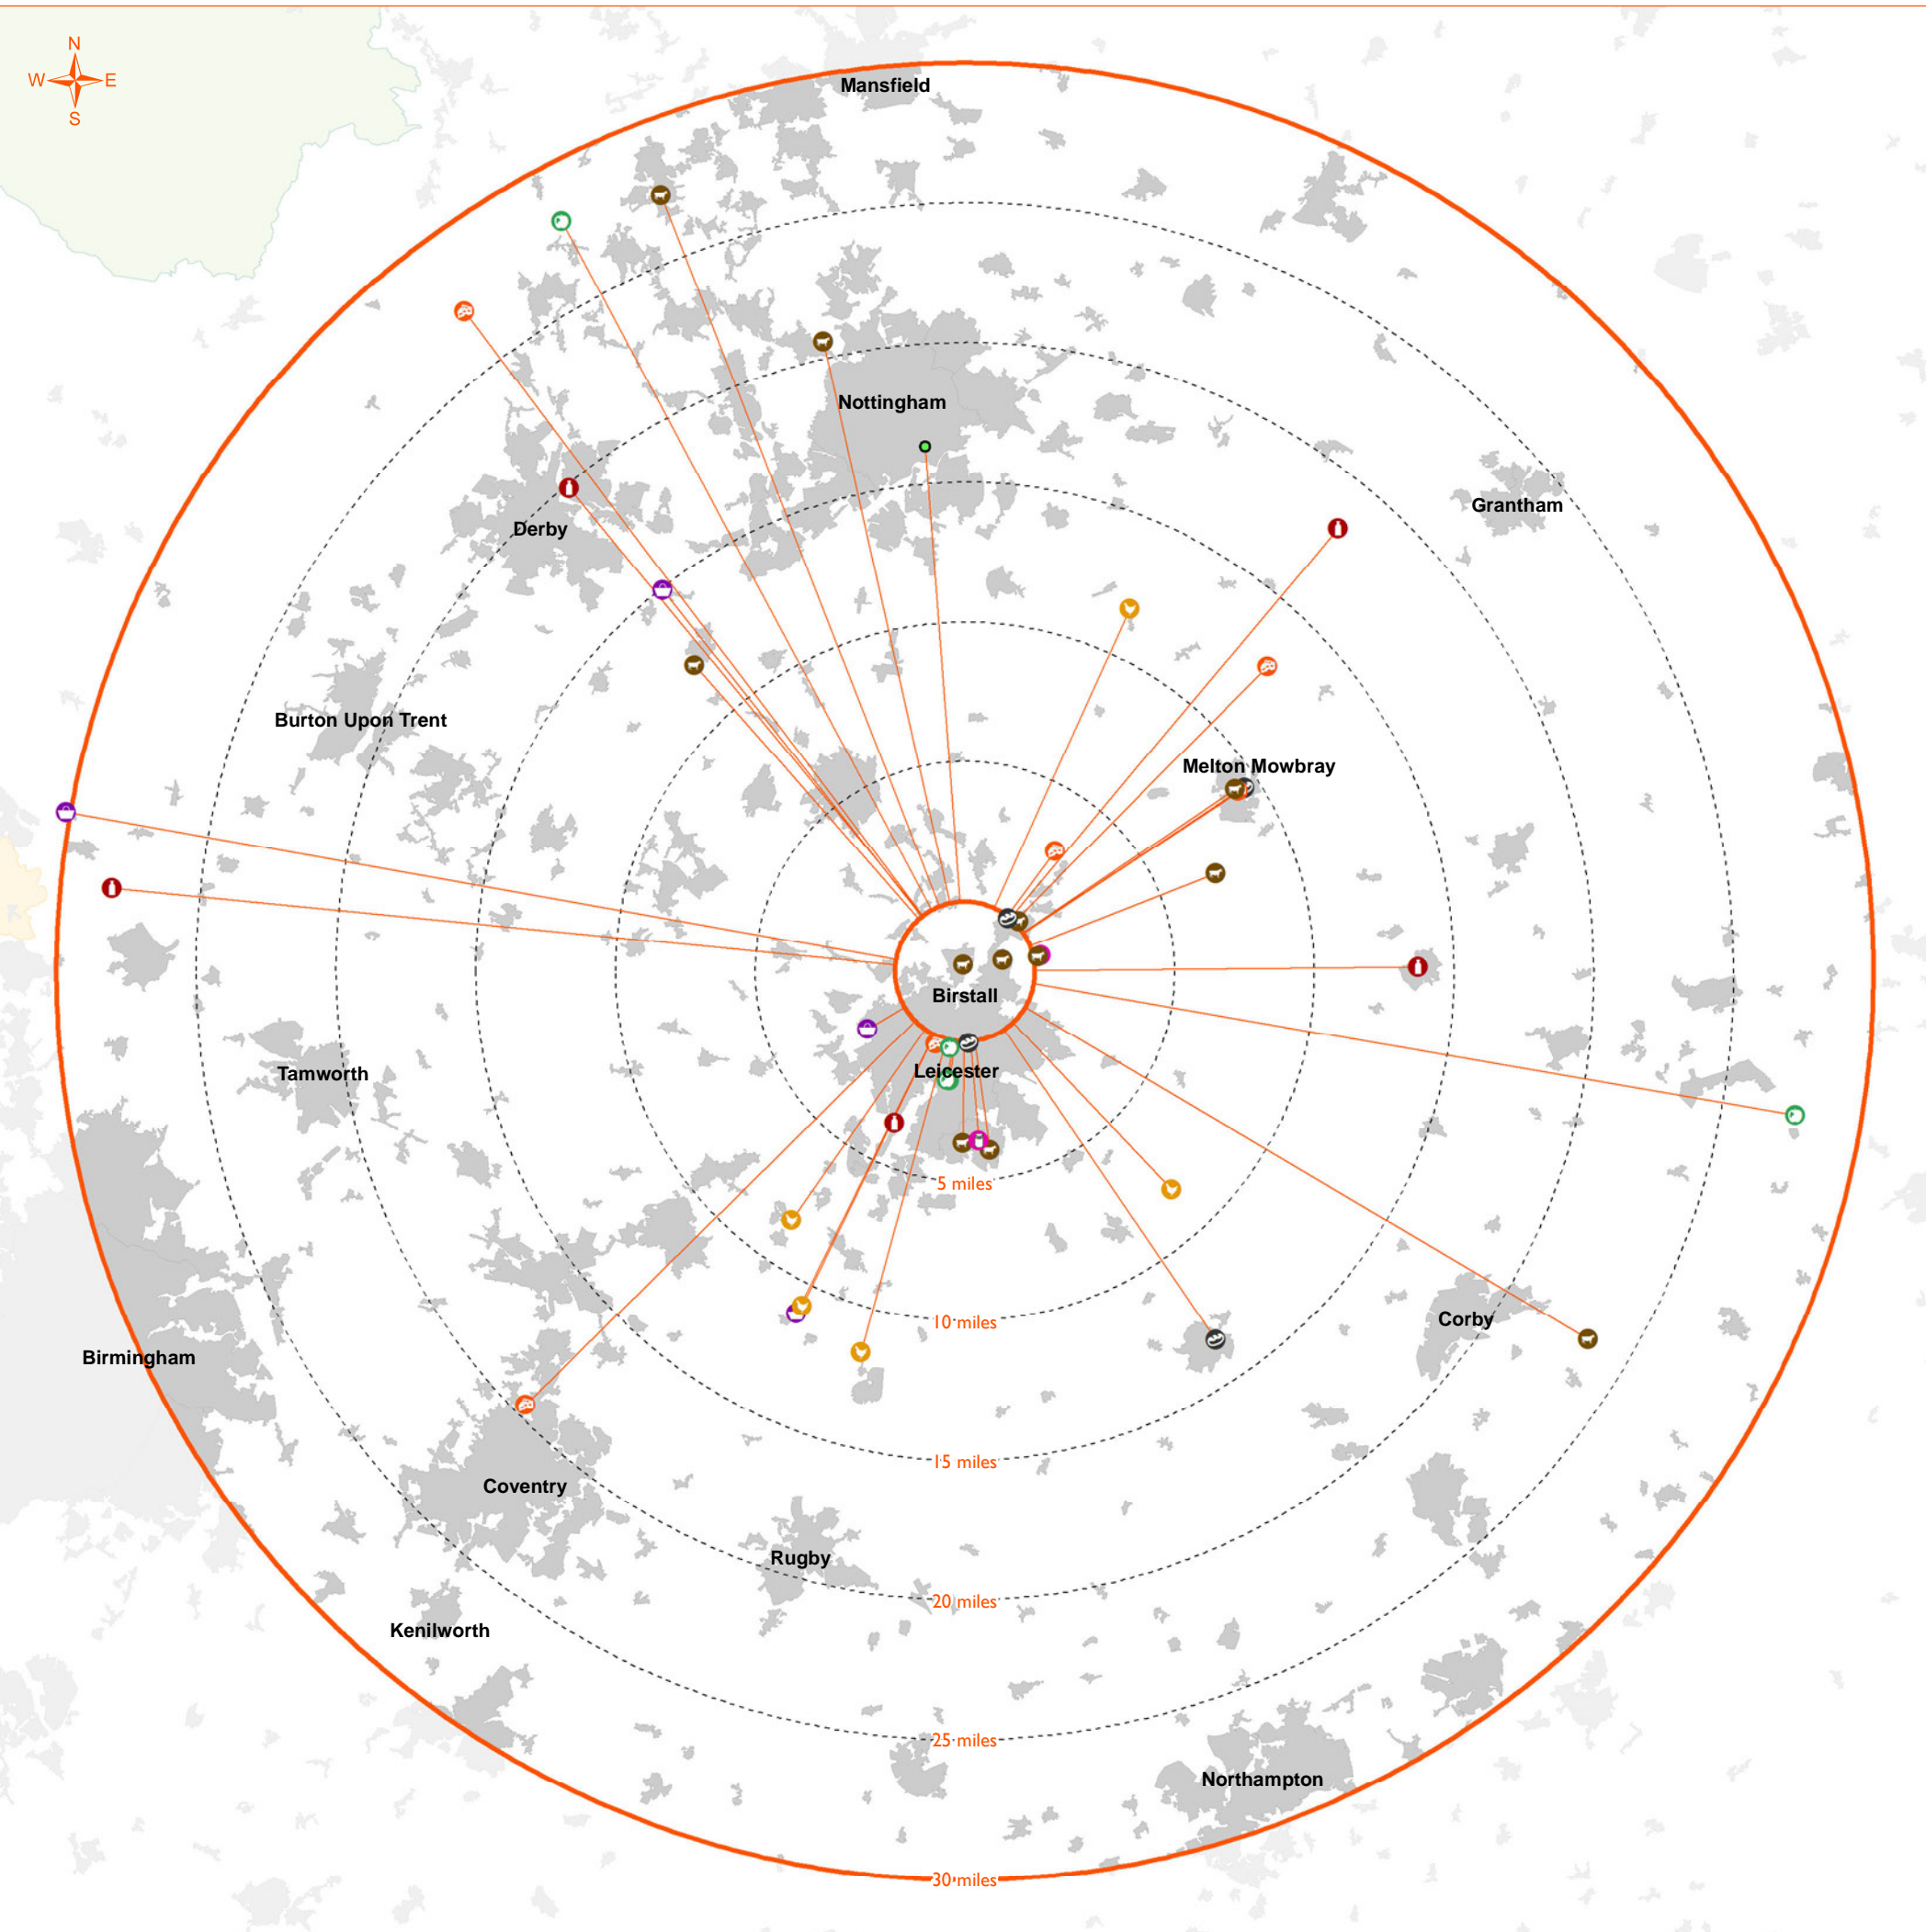 N
W E
S
Mansfield
Nottingham
Grantham
Derby
Burton Upon Trent
Melton Mowbray
Birstall
Leicester
Tamworth
5 miles
Corby
10 miles
Birmingham
15 miles
Coventry
Rugby
20 miles
Kenilworth
25 miles
Northampton
30 miles